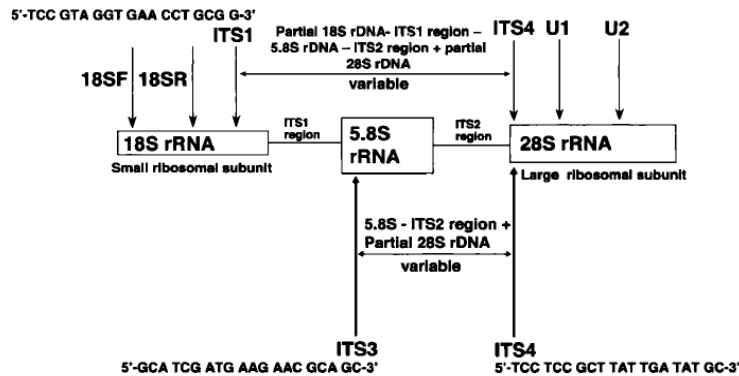 5'-TCC GTA GGT GAA CCT GCG G-3'
ITS1
Partial 18S rDNA- ITS1 region –
5.8S rDNA – ITS2 region + partial
28S rDNA
variable
ITS4 U1 U2
18SF 18SR
18S rRNA
Small ribosomal subunit
ITS1
region
5.8S
rRNA
ITS2
region
28S rRNA
Large ribosomal subunit
5.8S - ITS2 region +
Partial 28S rDNA
variable
ITS3
5'-GCA TCG ATG AAG AAC GCA GC-3'
ITS4
5'-TCC TCC GCT TAT TGA TAT GC-3'